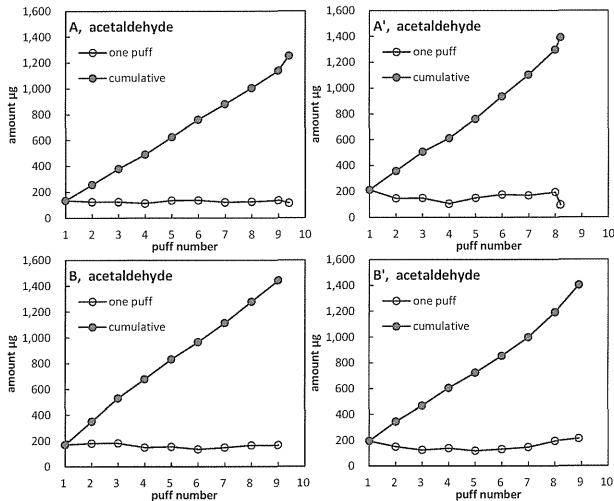 A, acetaldehyde
one puff
cumulative
amount μg
1,600
1,400
1,200
1,000
800
600
400
200
0
1 2 3 4 5 6 7 8 9 10
puff number
A', acetaldehyde
one puff
cumulative
amount μg
1,600
1,400
1,200
1,000
800
600
400
200
0
1 2 3 4 5 6 7 8 9 10
puff number
B, acetaldehyde
one puff
cumulative
amount μg
1,600
1,400
1,200
1,000
800
600
400
200
0
1 2 3 4 5 6 7 8 9 10
puff number
B', acetaldehyde
one puff
cumulative
amount μg
1,600
1,400
1,200
1,000
800
600
400
200
0
1 2 3 4 5 6 7 8 9 10
puff number